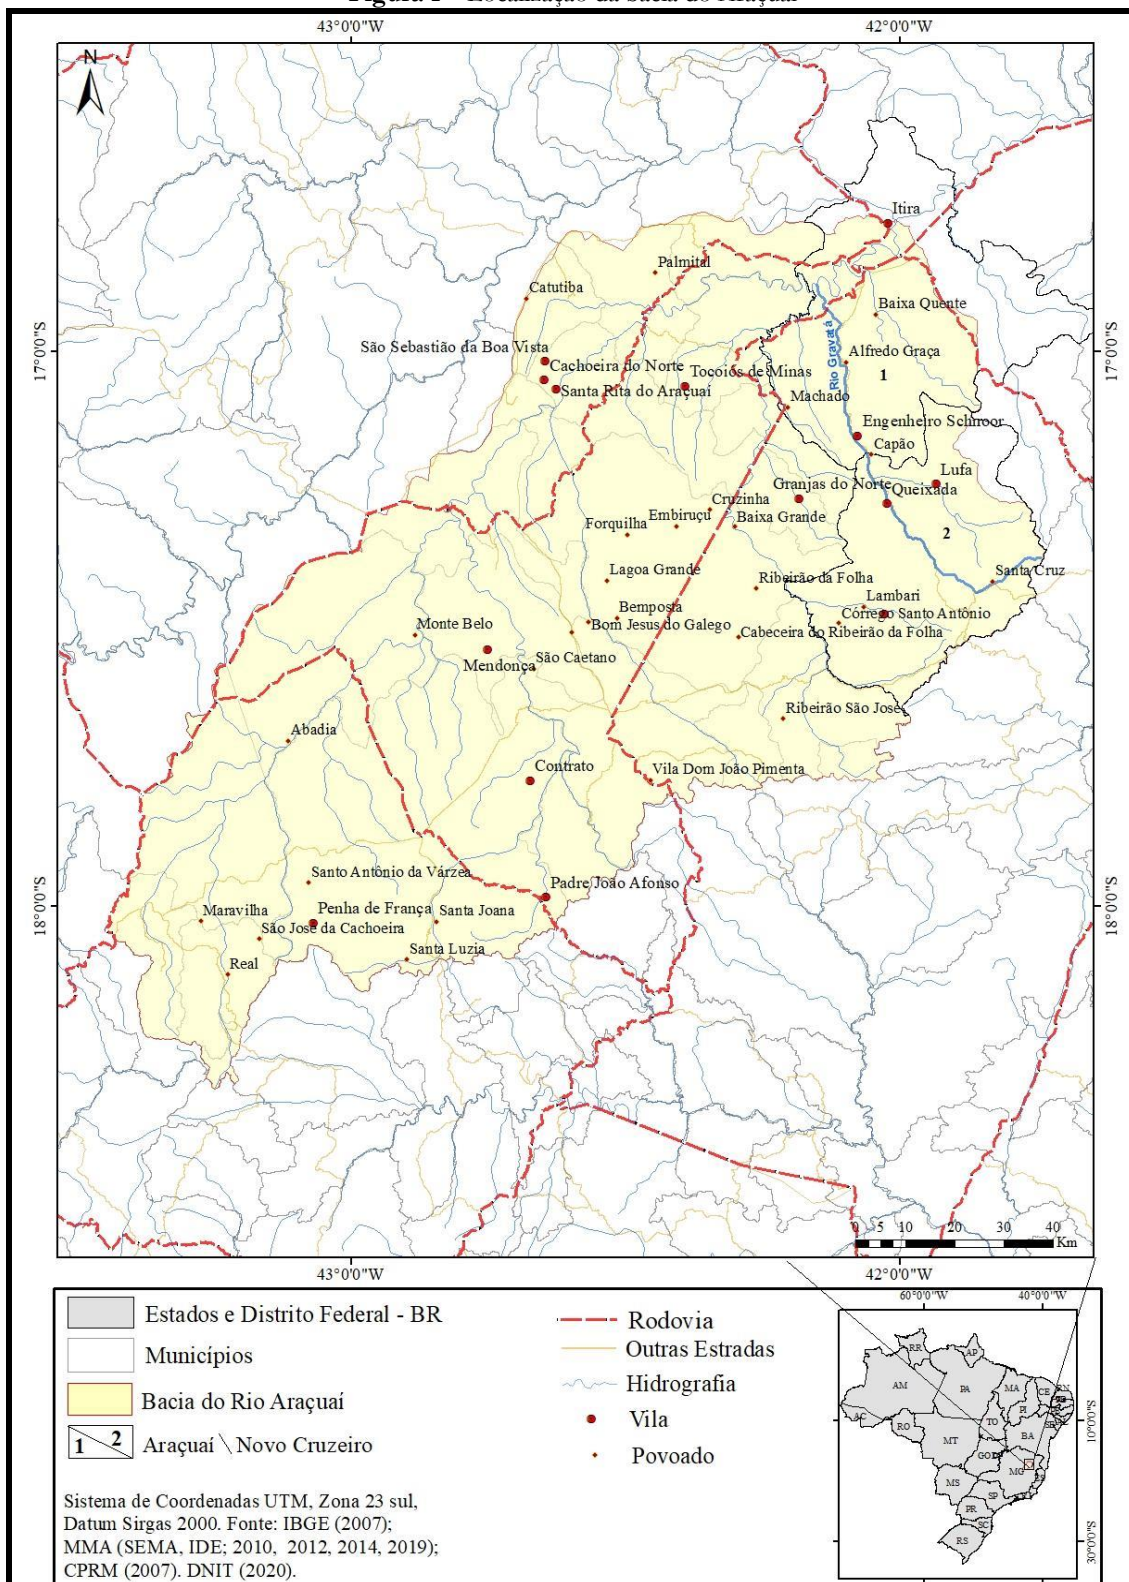 Figura 1 – Localização da bacia do Araçuaí
43°0'0"W
42°0'0"W
N
Itira
Palmital
Catutiba
Baixa Quente
17°0'0"S
17°0'0"S
São Sebastião da Boa Vista
Rio Gravatá
Alfredo Graça
1
Cachoeira do Norte
Tocoiós de Minas
Santa Rita do Araçuaí
Machado
Engenheiro Schnoor
Capão
Lufa
Granjas do Norte
Queixada
Cruzinha
Embiruçu
Forquilha
Baixa Grande
2
Lagoa Grande
Ribeirão da Folha
Santa Cruz
Lambari
Bemposta
Córrego Santo Antônio
Monte Belo
Bom Jesus do Galego
Cabeceira do Ribeirão da Folha
São Caetano
Mendonça
Ribeirão São José
Abadia
Contrato
Vila Dom João Pimenta
Santo Antônio da Várzea
Padre João Afonso
18°0'0"S
18°0'0"S
Maravilha
Penha de França
Santa Joana
São José da Cachoeira
Santa Luzia
Real
0 5 10 20 30 40
Km
43°0'0"W
42°0'0"W
Estados e Distrito Federal - BR
Municípios
Bacia do Rio Araçuaí
1 2 Araçuaí \ Novo Cruzeiro
Rodovia
Outras Estradas
Hidrografia
Vila
Povoado
Sistema de Coordenadas UTM, Zona 23 sul,
Datum Sirgas 2000. Fonte: IBGE (2007);
MMA (SEMA, IDE; 2010, 2012, 2014, 2019);
CPRM (2007). DNIT (2020).
60°0'0"W
40°0'0"W
RR
AP
AM
PA
MA
CE
RN
PI
AC
TO
RO
BA
MT
GO
MG
MS
SP
PR
SC
RS
10°0'0"S
30°0'0"S